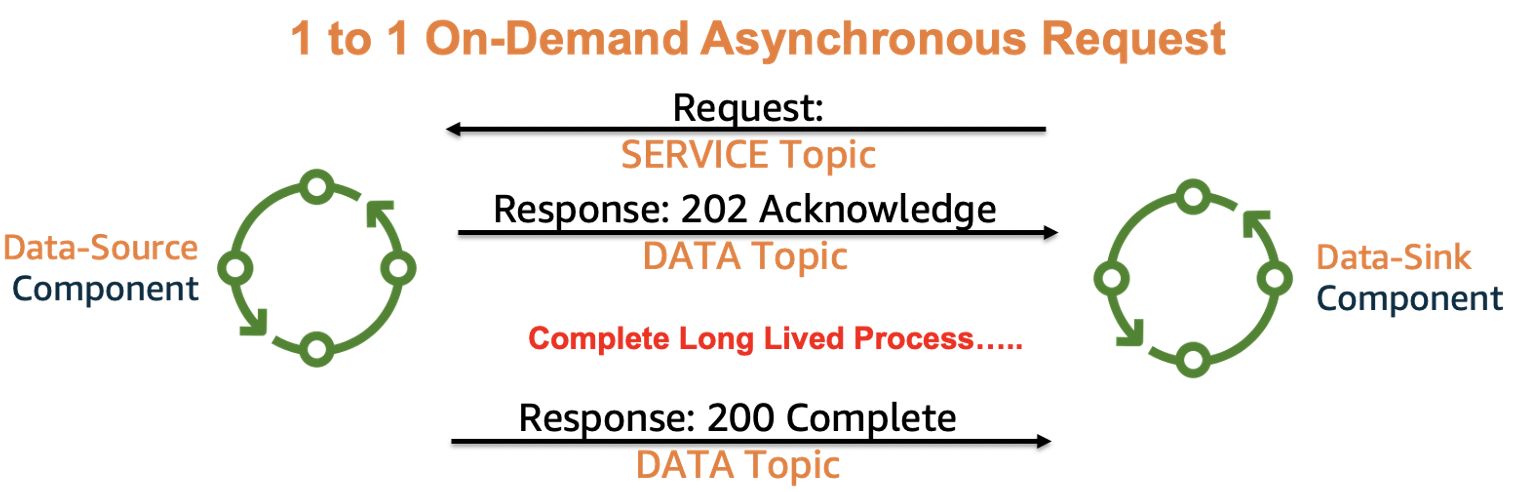 1 to 1 On-Demand Asynchronous Request
Request:
SERVICE Topic
Response: 202 Acknowledge
DATA Topic
Data-Source
Component
Data-Sink
Component
Complete Long Lived Process…..
Response: 200 Complete
DATA Topic